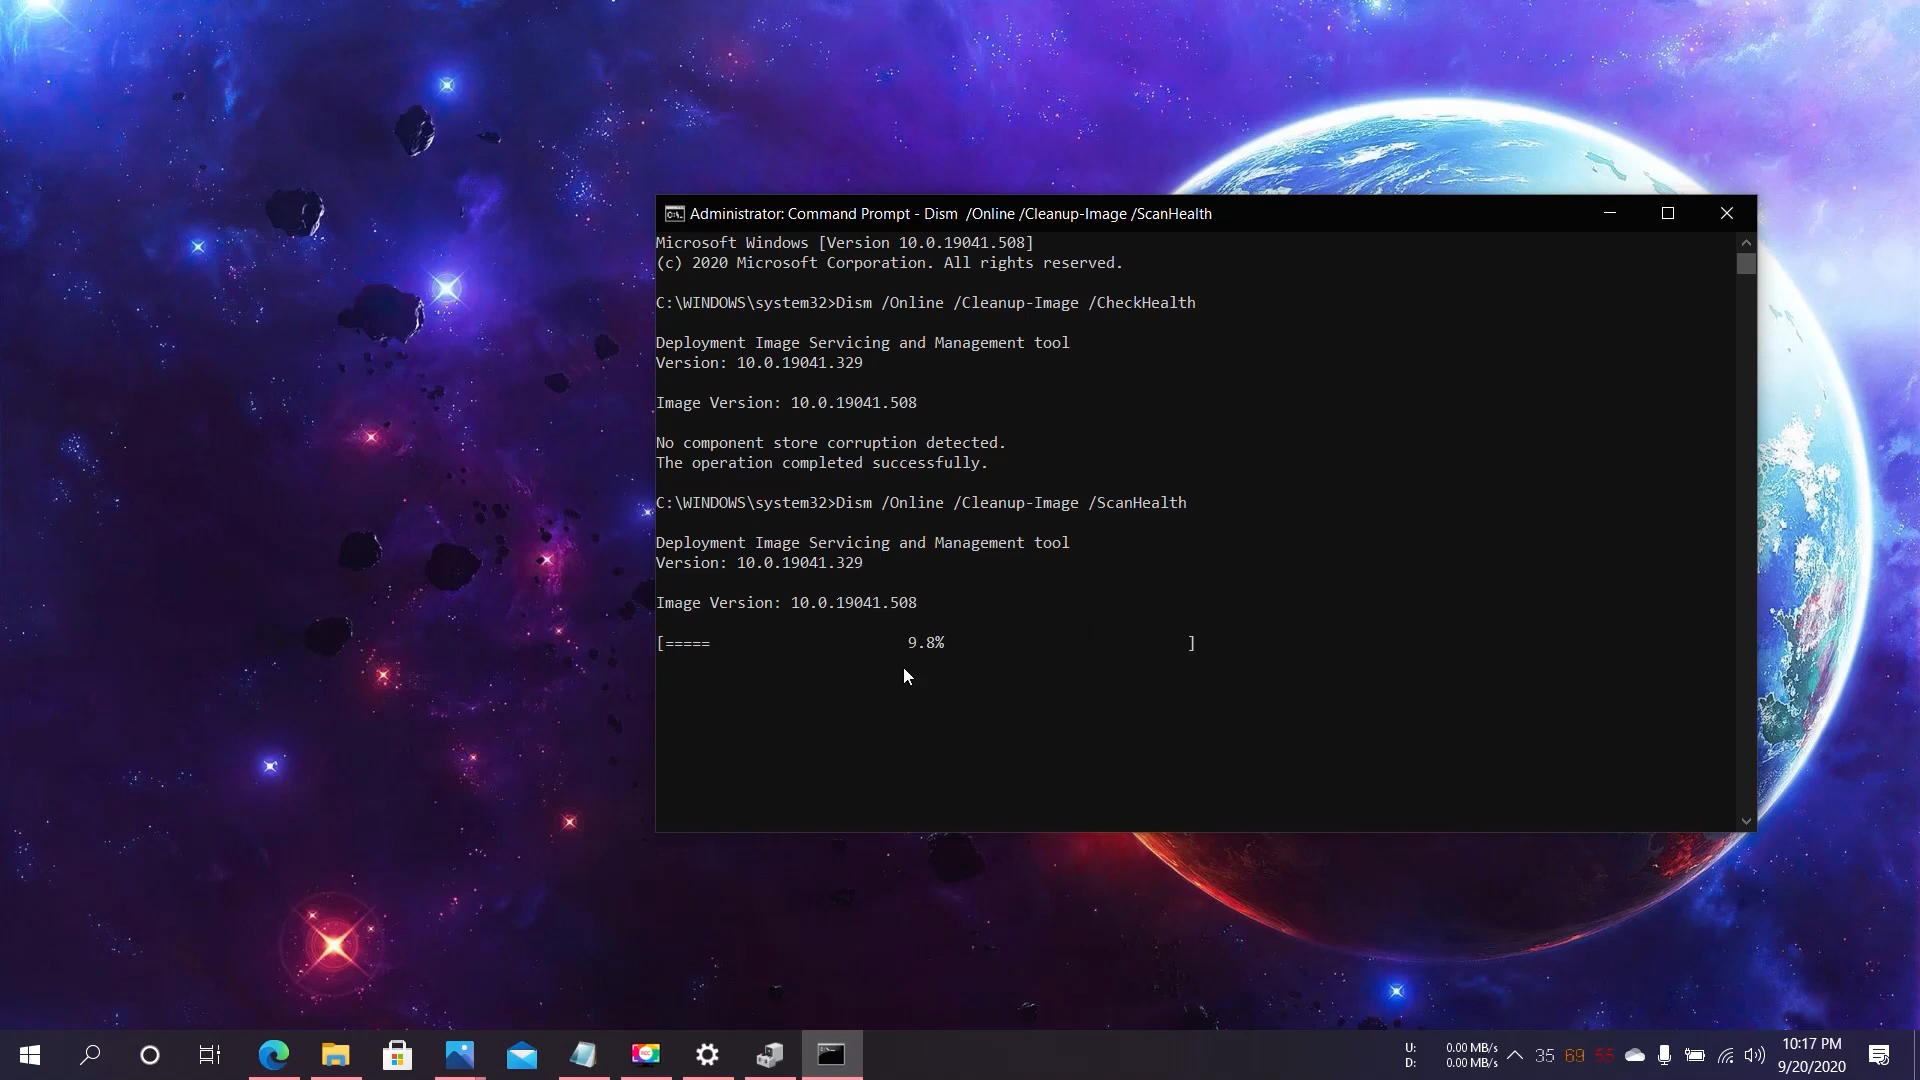 Administrator: Command Prompt - Dism  /Online /Cleanup-Image /ScanHealth
Microsoft Windows [Version 10.0.19041.508]
(c) 2020 Microsoft Corporation. All rights reserved.
C:\WINDOWS\system32>Dism /Online /Cleanup-Image /CheckHealth
Deployment Image Servicing and Management tool
Version: 10.0.19041.329
Image Version: 10.0.19041.508
No component store corruption detected.
The operation completed successfully.
C:\WINDOWS\system32>Dism /Online /Cleanup-Image /ScanHealth
Deployment Image Servicing and Management tool
Version: 10.0.19041.329
Image Version: 10.0.19041.508
[=====                      9.8%                           ]
U: 0.00 MB/s
D: 0.00 MB/s
35 69 55
10:17 PM
9/20/2020